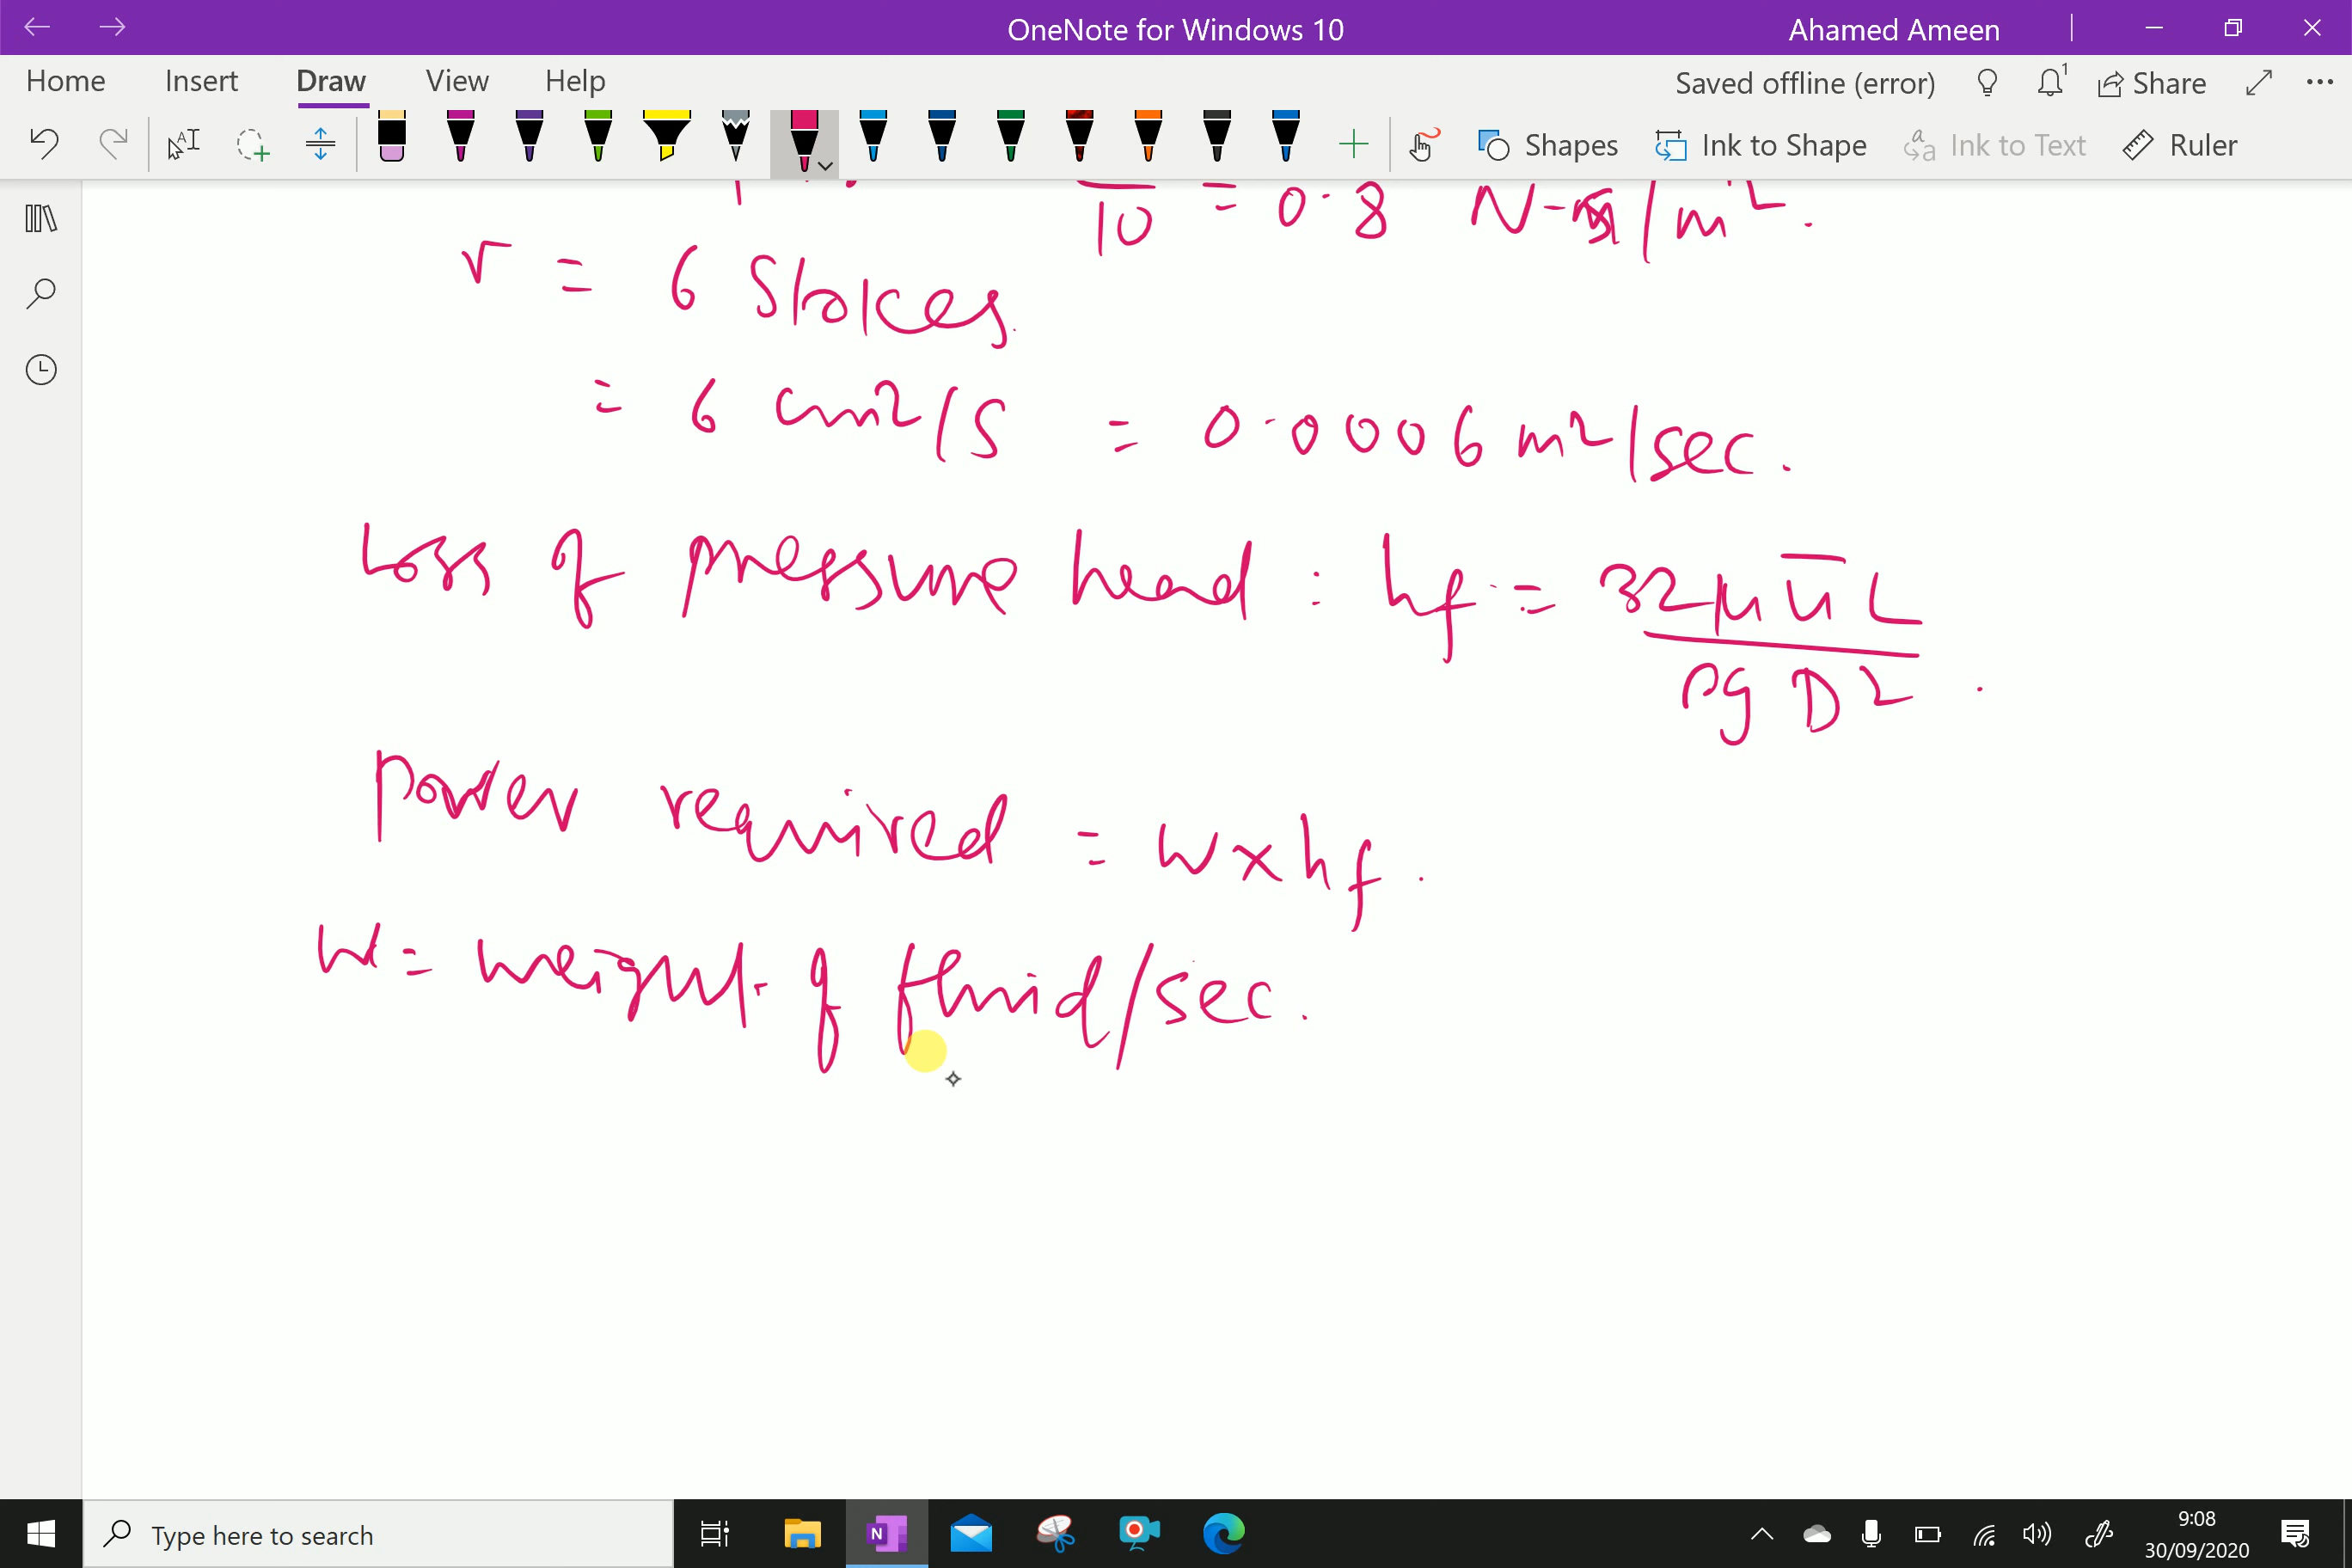 OneNote for Windows 10
Ahamed Ameen
Home Insert Draw View Help
Saved offline (error) 1 Share
Shapes Ink to Shape Ink to Text Ruler
10 = 0.8 N-s/m2.
ν = 6 Stokes.
= 6 cm2/s = 0.0006 m2/sec.
Loss of pressure head : hf = 32μūL
ρg D2.
Power required = W×hf.
W = weight of fluid/sec.
Type here to search
9:08
30/09/2020